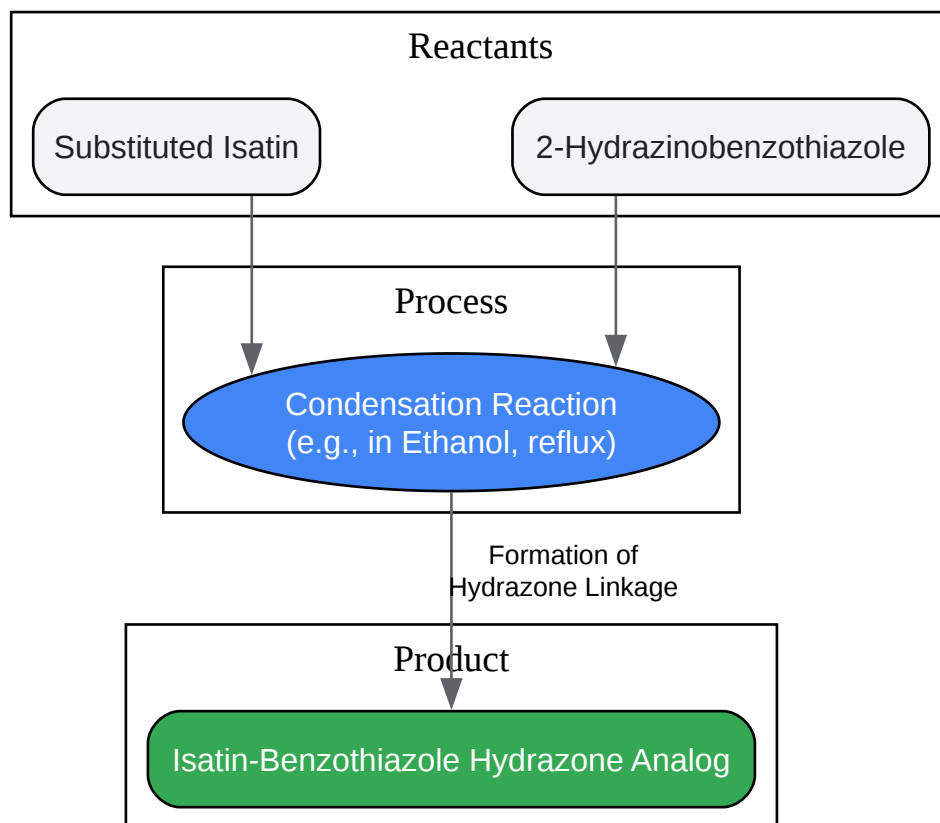 Reactants
Substituted Isatin
2-Hydrazinobenzothiazole
Process
Condensation Reaction
(e.g., in Ethanol, reflux)
Formation of
Hydrazone Linkage
Product
Isatin-Benzothiazole Hydrazone Analog